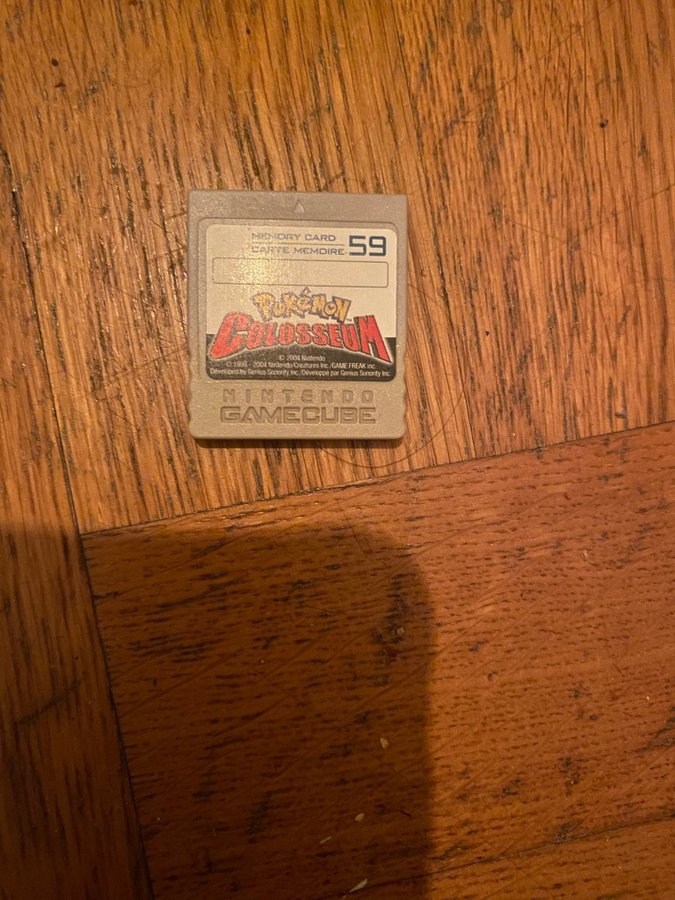 MEMORY CARD
CARTE MEMOIRE 59
POKéMON
COLOSSEUM
© 2004 Nintendo
© 1995 - 2004 Nintendo/Creatures Inc./GAME FREAK inc.
Developed by Genius Sonority Inc./Développé par Genius Sonority Inc.
NINTENDO
GAMECUBE